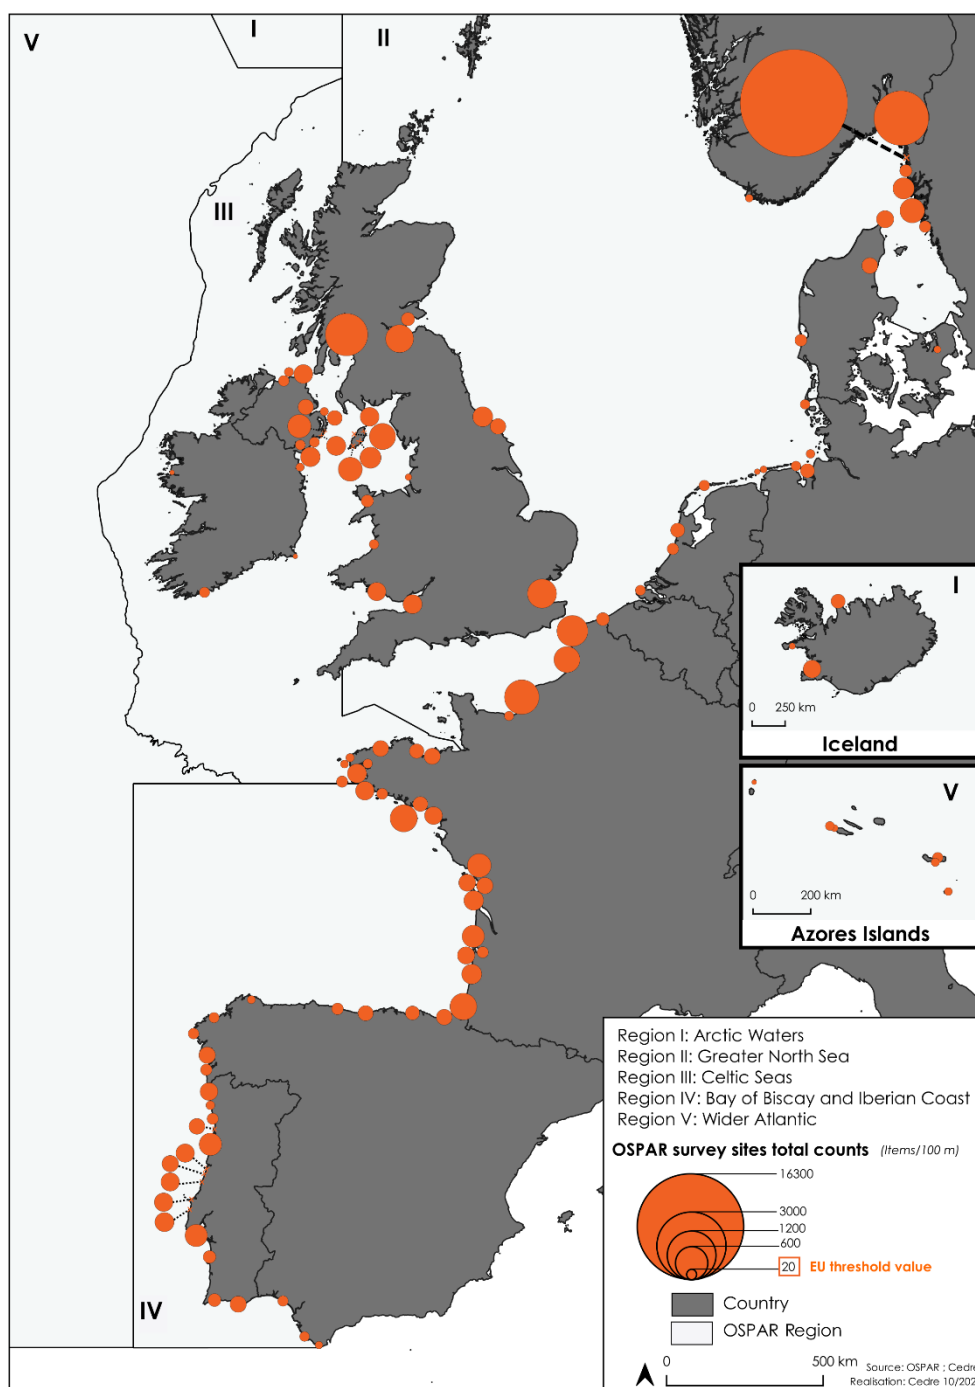 V
I
II
III
I
0 250 km
Iceland
V
0 200 km
Azores Islands
IV
Region I: Arctic Waters
Region II: Greater North Sea
Region III: Celtic Seas
Region IV: Bay of Biscay and Iberian Coast
Region V: Wider Atlantic
OSPAR survey sites total counts (Items/100 m)
16300
3000
1200
600
20 EU threshold value
Country
OSPAR Region
0 500 km
Source: OSPAR ; Cedre
Realisation: Cedre 10/202